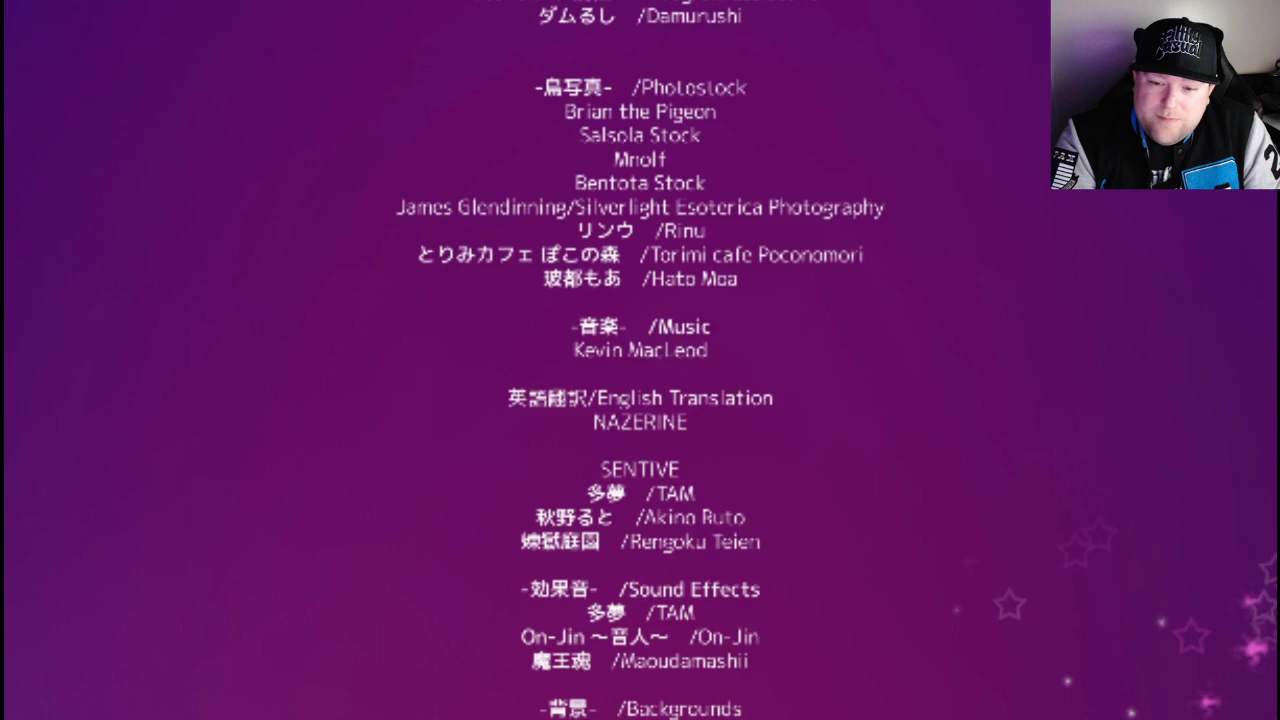 ダムるし /Damurushi
-鳥写真- /Photostock
Brian the Pigeon
Salsola Stock
Mnolf
Bentota Stock
James Glendinning/Silverlight Esoterica Photography
リンウ /Rinu
とりみカフェ ぽこの森 /Torimi cafe Poconomori
玻都もあ /Hato Moa
-音楽- /Music
Kevin MacLeod
英語翻訳/English Translation
NAZERINE
SENTIVE
多夢 /TAM
秋野ると /Akino Ruto
煉獄庭園 /Rengoku Teien
-効果音- /Sound Effects
多夢 /TAM
On-Jin ～音人～ /On-Jin
魔王魂 /Maoudamashii
-背景- /Backgrounds